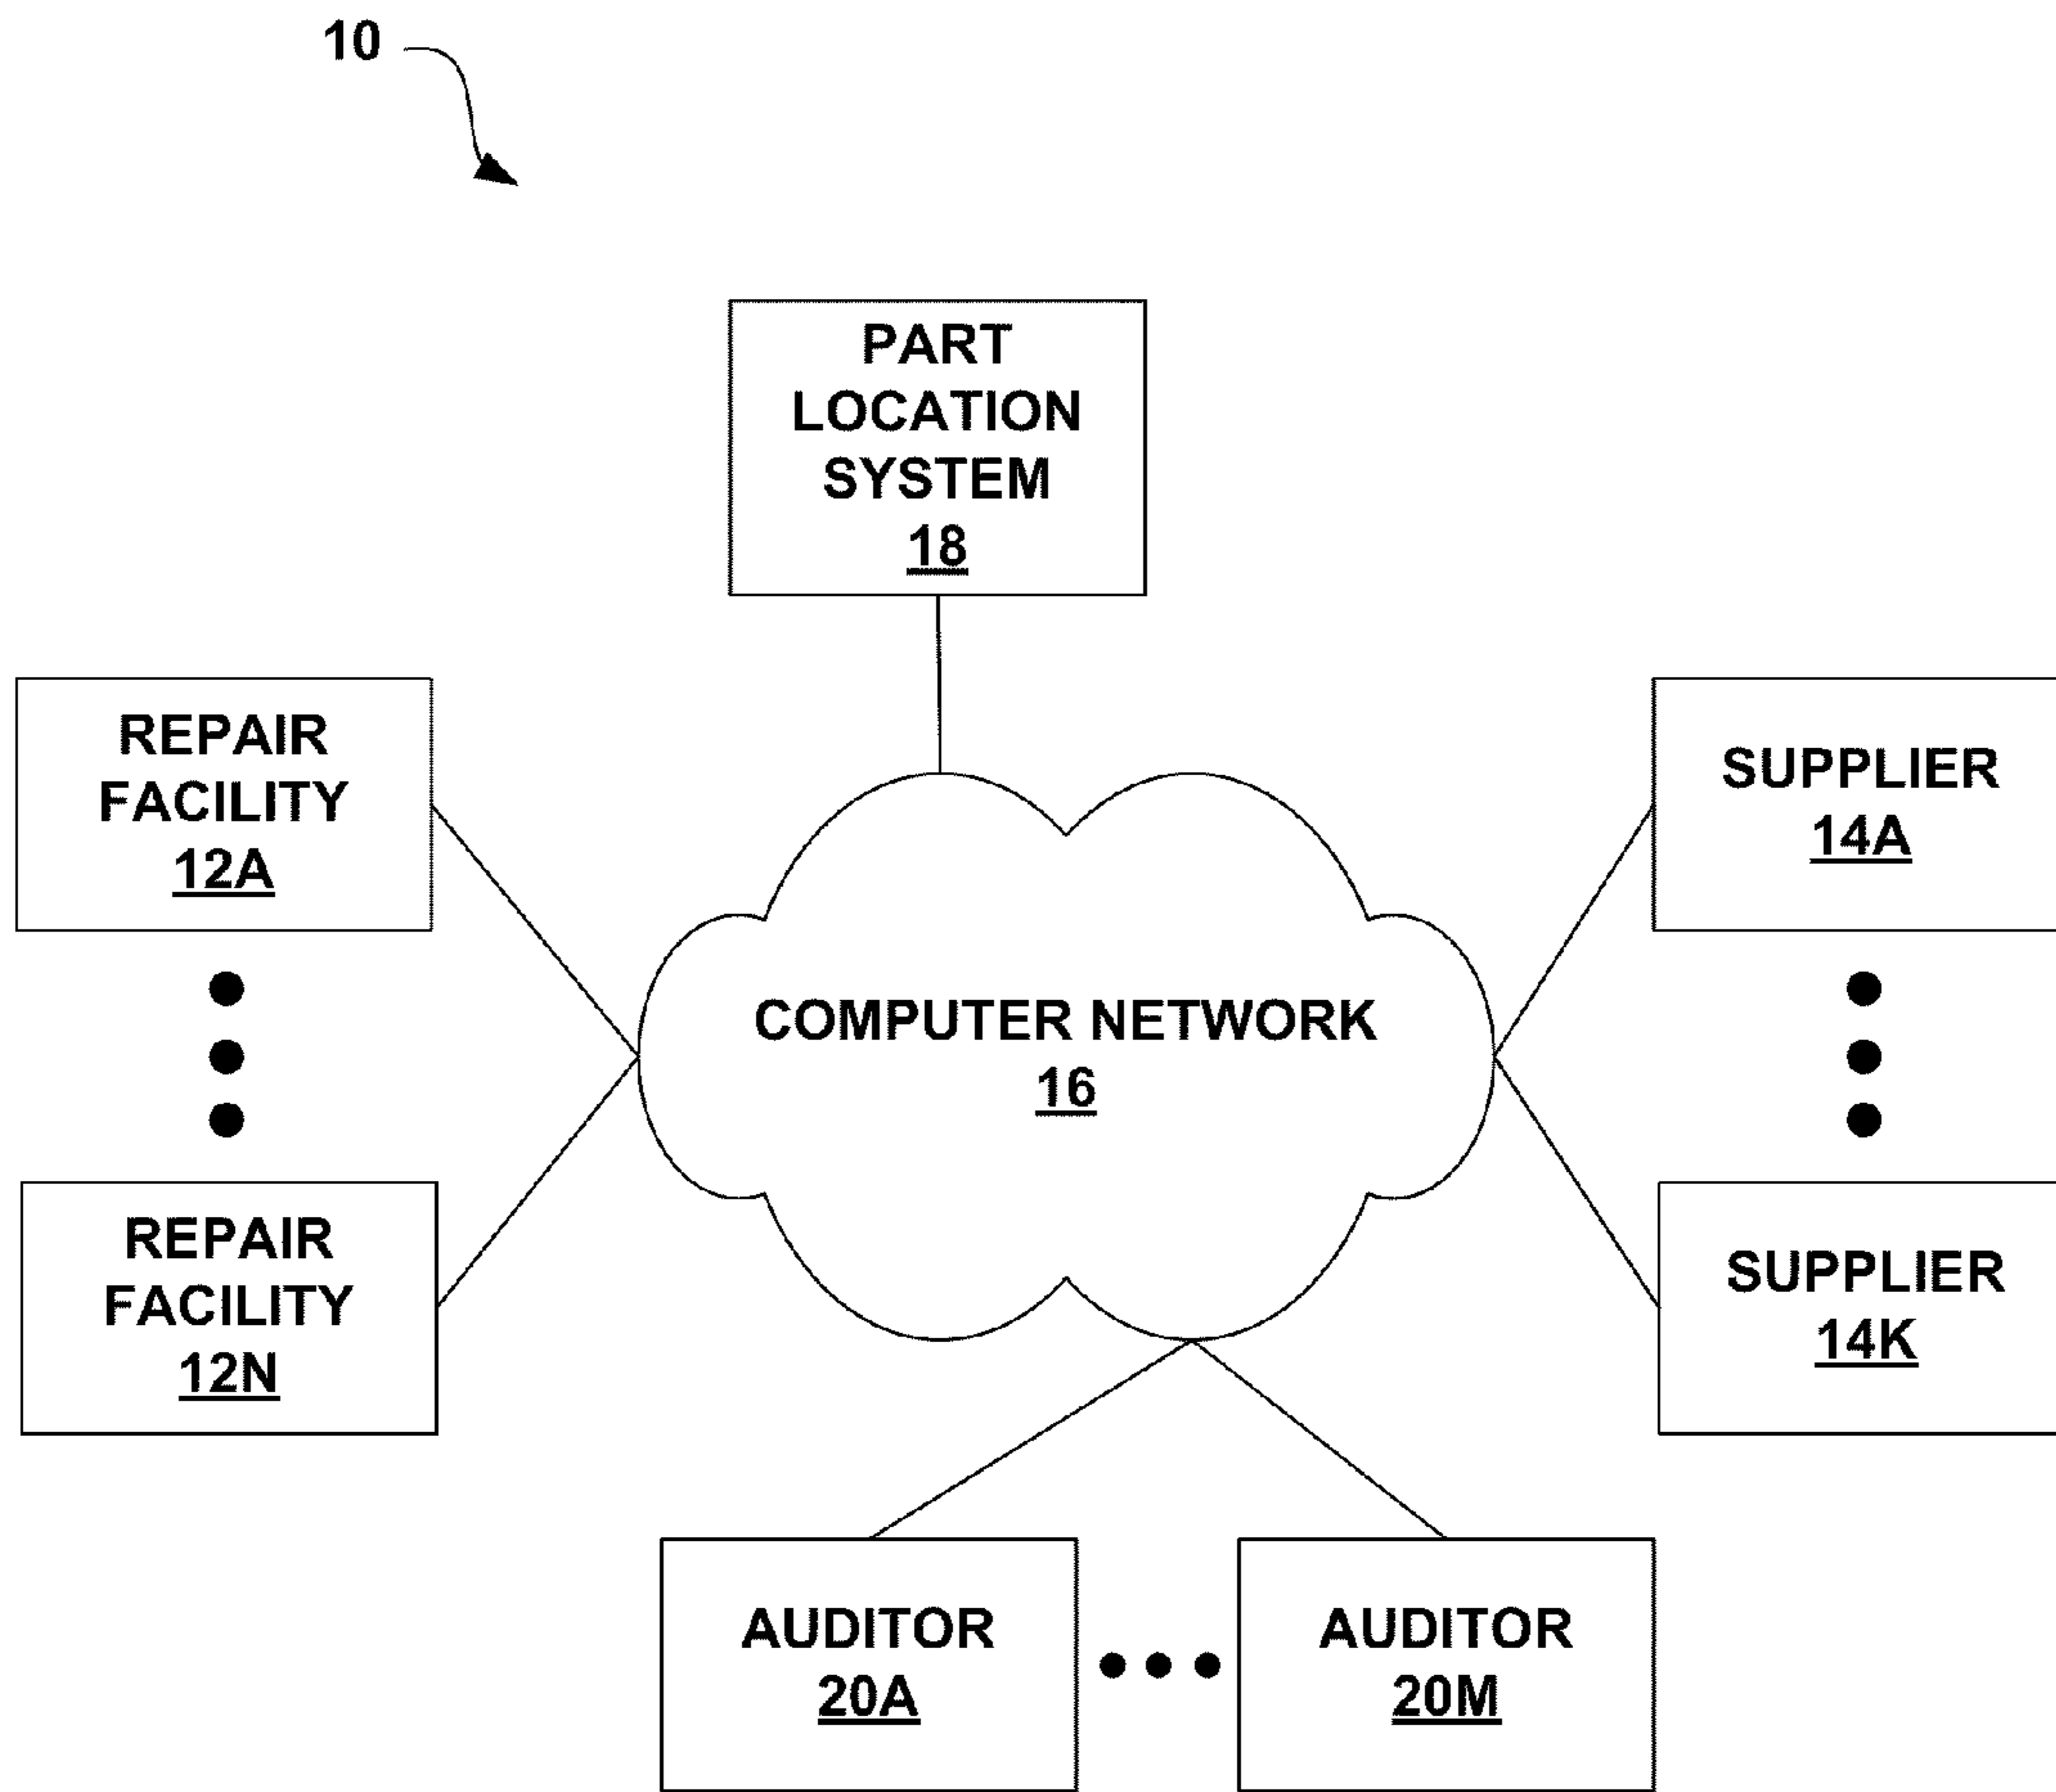 10
PART
LOCATION
SYSTEM
18
REPAIR
FACILITY
12A
SUPPLIER
14A
COMPUTER NETWORK
16
REPAIR
FACILITY
12N
SUPPLIER
14K
AUDITOR
20A
AUDITOR
20M